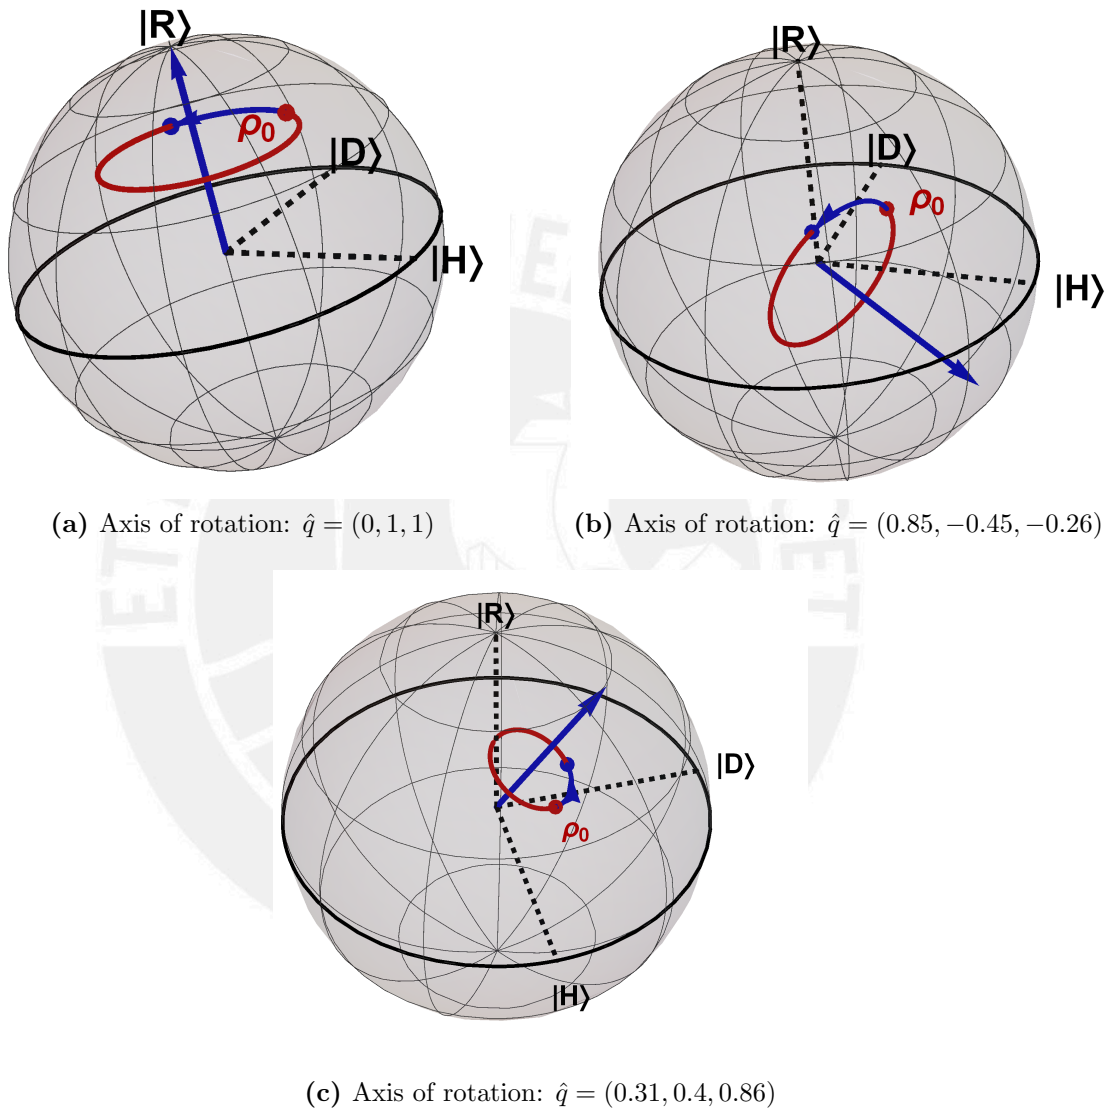 |R⟩
ρ0
|D⟩
|H⟩
(a) Axis of rotation: q̂ = (0, 1, 1)
|R⟩
|D⟩
ρ0
|H⟩
(b) Axis of rotation: q̂ = (0.85, −0.45, −0.26)
|R⟩
|D⟩
ρ0
|H⟩
(c) Axis of rotation: q̂ = (0.31, 0.4, 0.86)